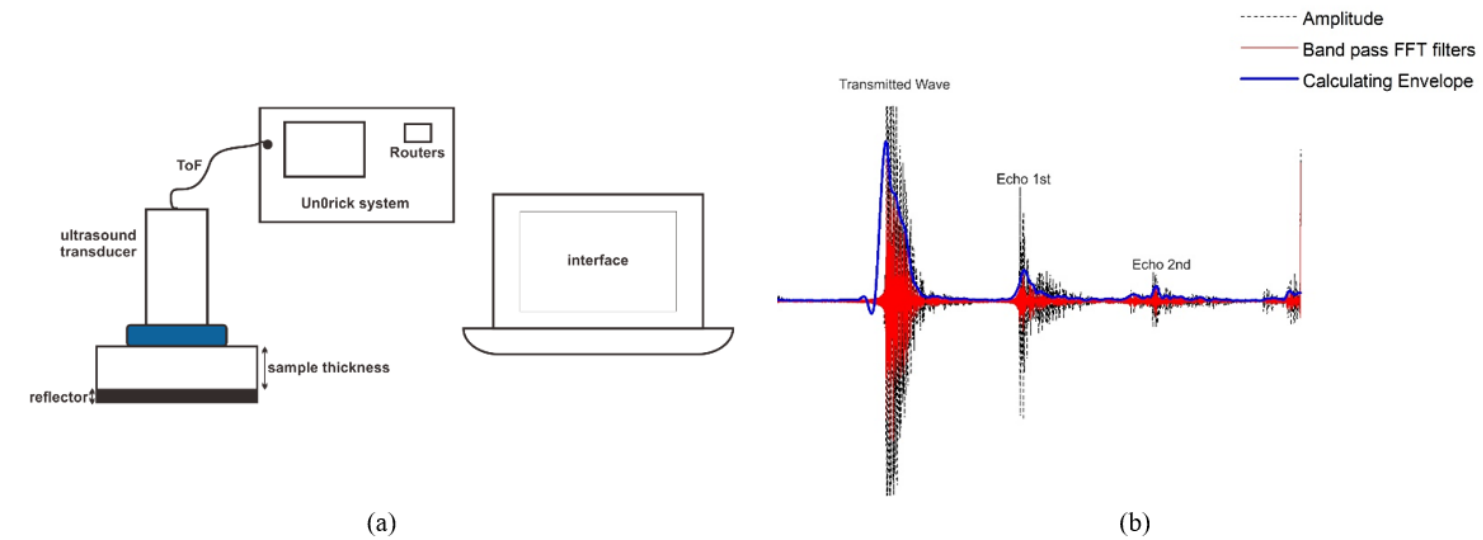 ToF
Routers
Un0rick system
ultrasound
transducer
interface
sample thickness
reflector
(a)
Amplitude
Band pass FFT filters
Calculating Envelope
Transmitted Wave
Echo 1st
Echo 2nd
(b)